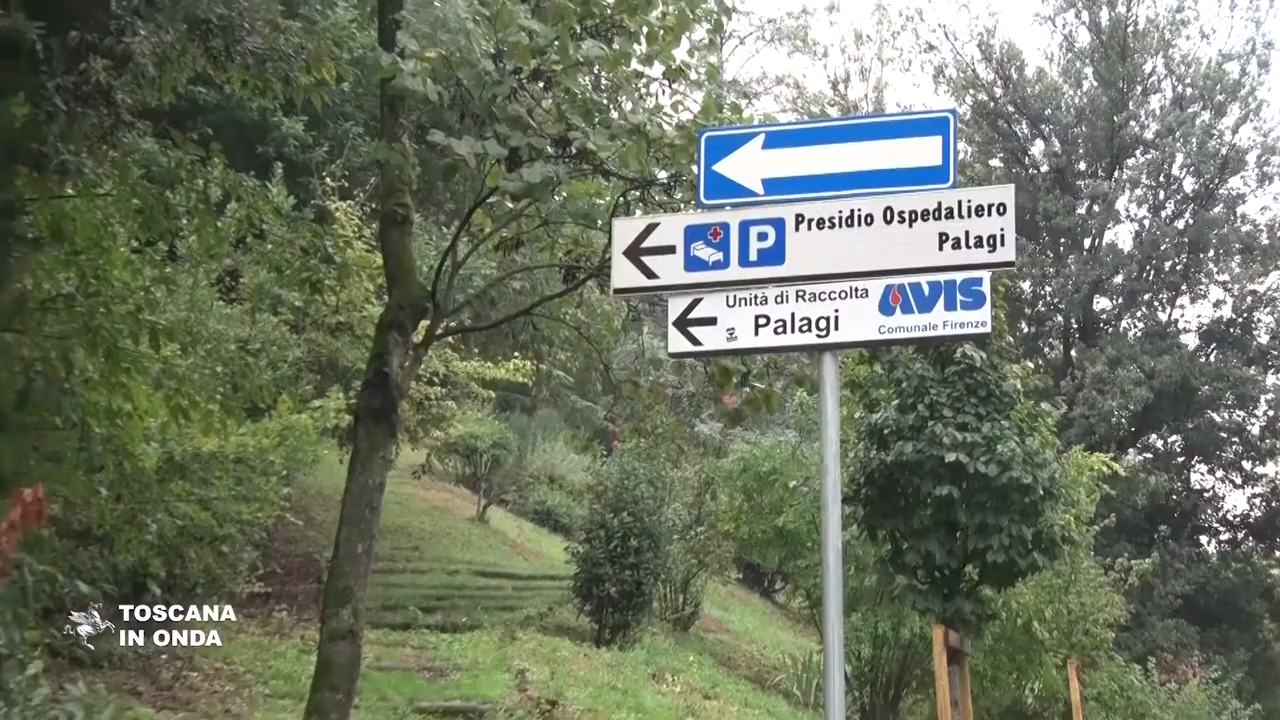 Presidio Ospedaliero
Palagi
P
Unità di Raccolta
Palagi
AVIS
Comunale Firenze
TOSCANA
IN ONDA